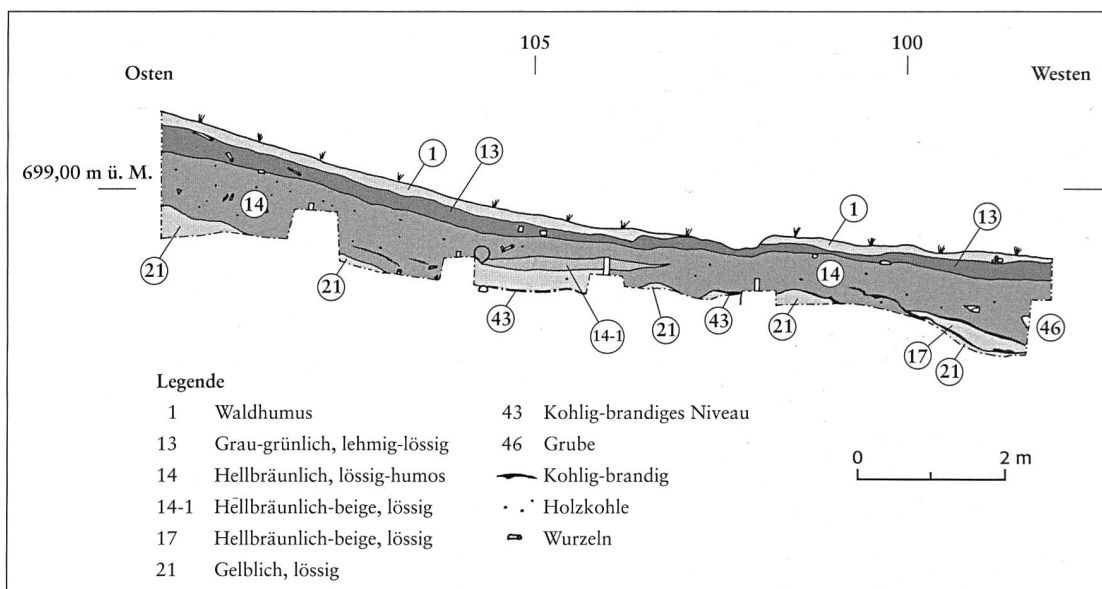 105 100
Osten Westen
699,00 m ü. M.
1 13 14 1 13 14
21 21 43 14-1 21 43 21 17 21 46
Legende
1 Waldhumus
13 Grau-grünlich, lehmig-lössig
14 Hellbräunlich, lössig-humos
14-1 Hellbräunlich-beige, lössig
17 Hellbräunlich-beige, lössig
21 Gelblich, lössig
43 Kohlig-brandiges Niveau
46 Grube
Kohlig-brandig
Holzkohle
Wurzeln
0 2 m